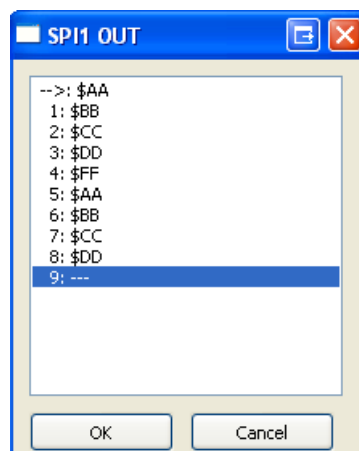 SPI1 OUT
-->: $AA
1: $BB
2: $CC
3: $DD
4: $FF
5: $AA
6: $BB
7: $CC
8: $DD
9: ---
OK
Cancel